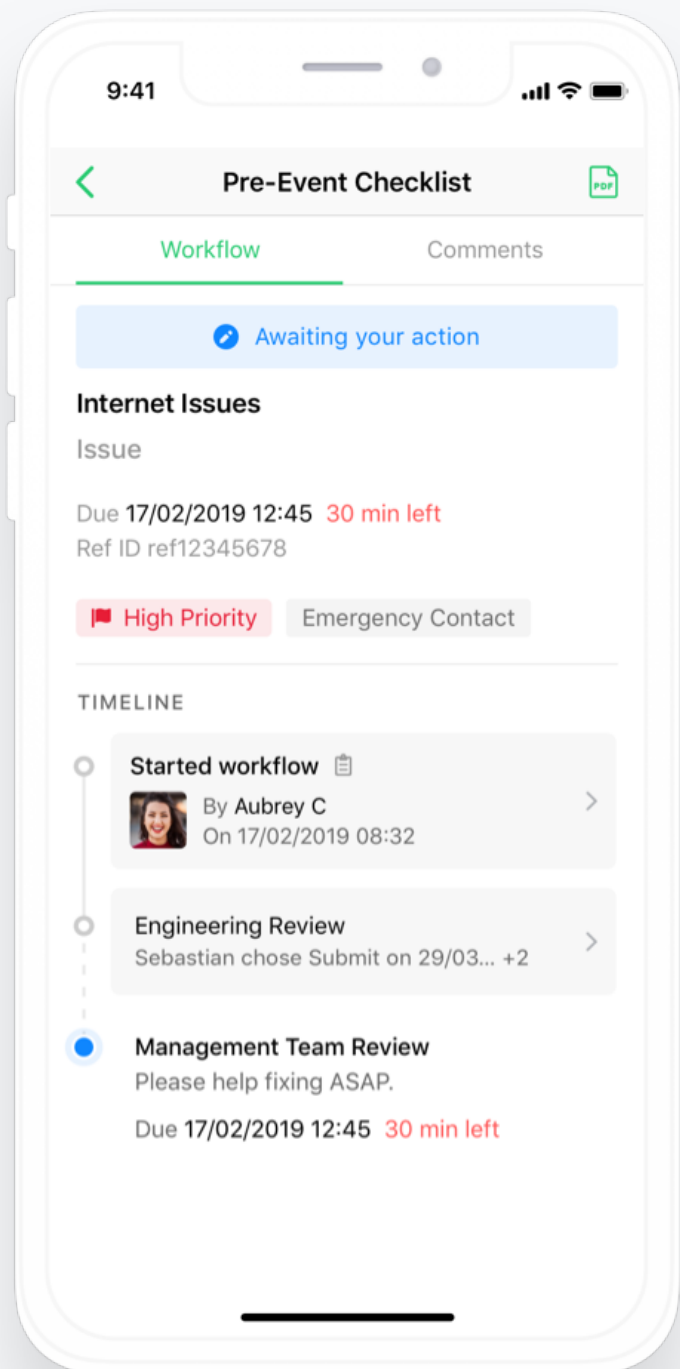 9:41
Pre-Event Checklist
PDF
Workflow Comments
Awaiting your action
Internet Issues
Issue
Due 17/02/2019 12:45 30 min left
Ref ID ref12345678
High Priority Emergency Contact
TIMELINE
Started workflow
By Aubrey C
On 17/02/2019 08:32
Engineering Review
Sebastian chose Submit on 29/03... +2
Management Team Review
Please help fixing ASAP.
Due 17/02/2019 12:45 30 min left